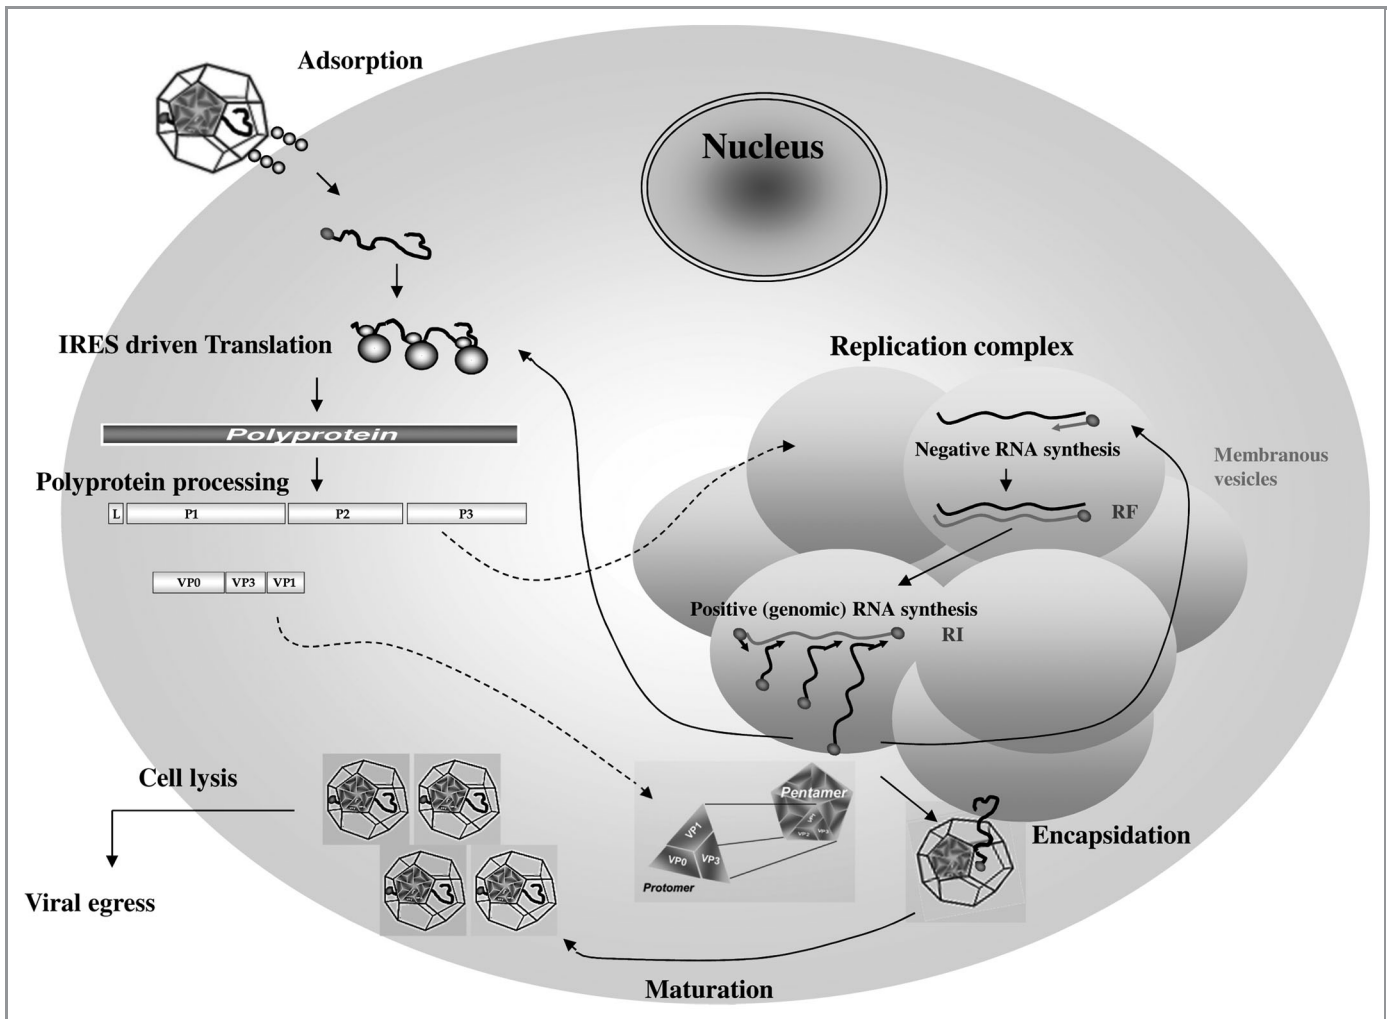 Adsorption
Nucleus
IRES driven Translation
Replication complex
Polyprotein
Negative RNA synthesis
Membranous
vesicles
Polyprotein processing
L P1 P2 P3
RF
VP0 VP3 VP1
Positive (genomic) RNA synthesis
RI
Cell lysis
Pentamer
VP1
VP0 VP3
Protomer
VP3
Encapsidation
Viral egress
Maturation